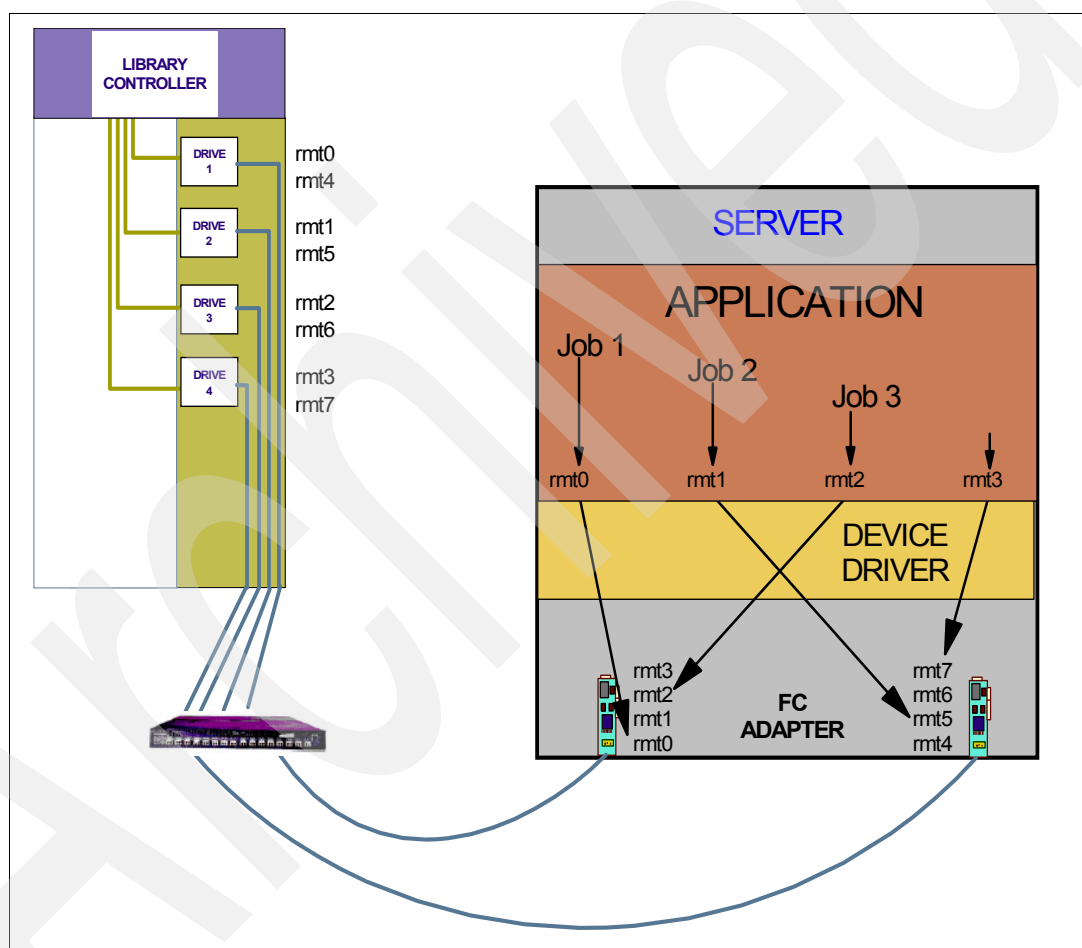 LIBRARY
CONTROLLER
DRIVE
1
rmt0
rmt4
DRIVE
2
rmt1
rmt5
DRIVE
3
rmt2
rmt6
DRIVE
4
rmt3
rmt7
SERVER
APPLICATION
Job 1
Job 2
Job 3
rmt0 rmt1 rmt2 rmt3
DEVICE
DRIVER
rmt3
rmt2
rmt1
rmt0
FC
ADAPTER
rmt7
rmt6
rmt5
rmt4
Archived